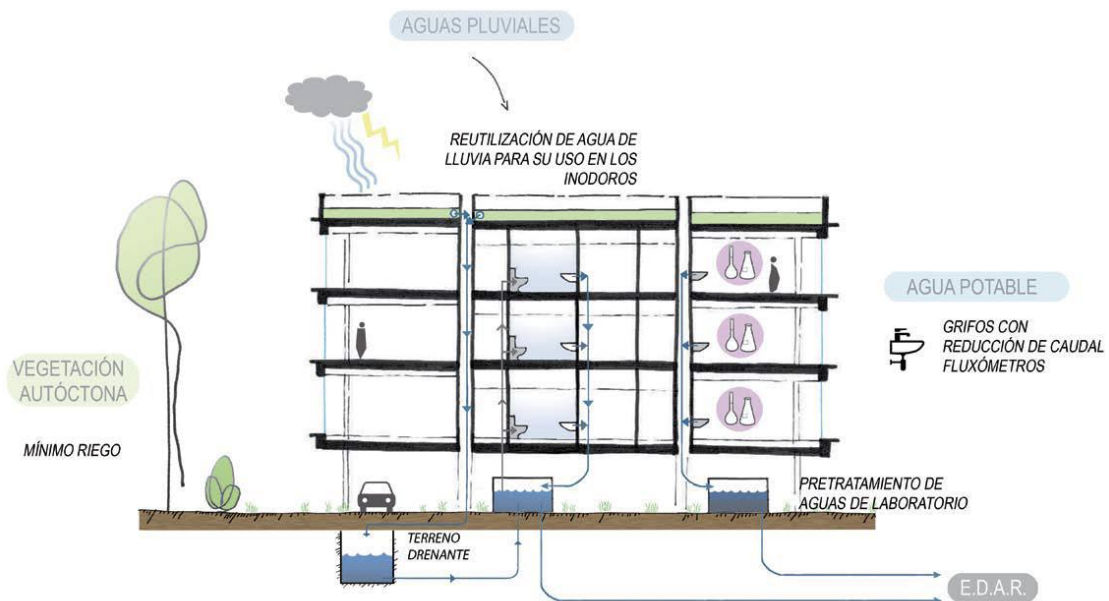 AGUAS PLUVIALES
REUTILIZACIÓN DE AGUA DE
LLUVIA PARA SU USO EN LOS
INODOROS
AGUA POTABLE
GRIFOS CON
REDUCCIÓN DE CAUDAL
FLUXÓMETROS
VEGETACIÓN
AUTÓCTONA
MÍNIMO RIEGO
PRETRATAMIENTO DE
AGUAS DE LABORATORIO
TERRENO
DRENANTE
E.D.A.R.